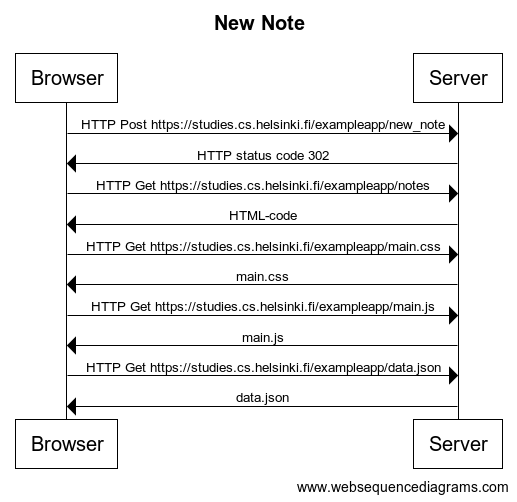 New Note
Browser Server
HTTP Post https://studies.cs.helsinki.fi/exampleapp/new_note
HTTP status code 302
HTTP Get https://studies.cs.helsinki.fi/exampleapp/notes
HTML-code
HTTP Get https://studies.cs.helsinki.fi/exampleapp/main.css
main.css
HTTP Get https://studies.cs.helsinki.fi/exampleapp/main.js
main.js
HTTP Get https://studies.cs.helsinki.fi/exampleapp/data.json
data.json
Browser Server
www.websequencediagrams.com